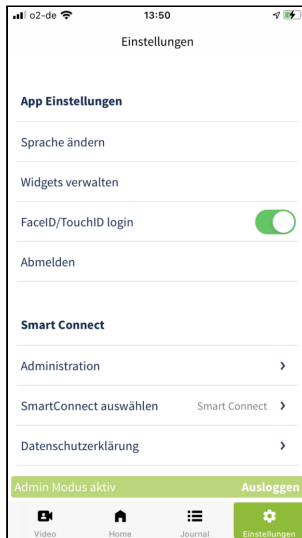 o2-de 13:50
Einstellungen
App Einstellungen
Sprache ändern
Widgets verwalten
FaceID/TouchID login
Abmelden
Smart Connect
Administration
SmartConnect auswählen Smart Connect
Datenschutzerklärung
Admin Modus aktiv Ausloggen
Video Home Journal Einstellungen